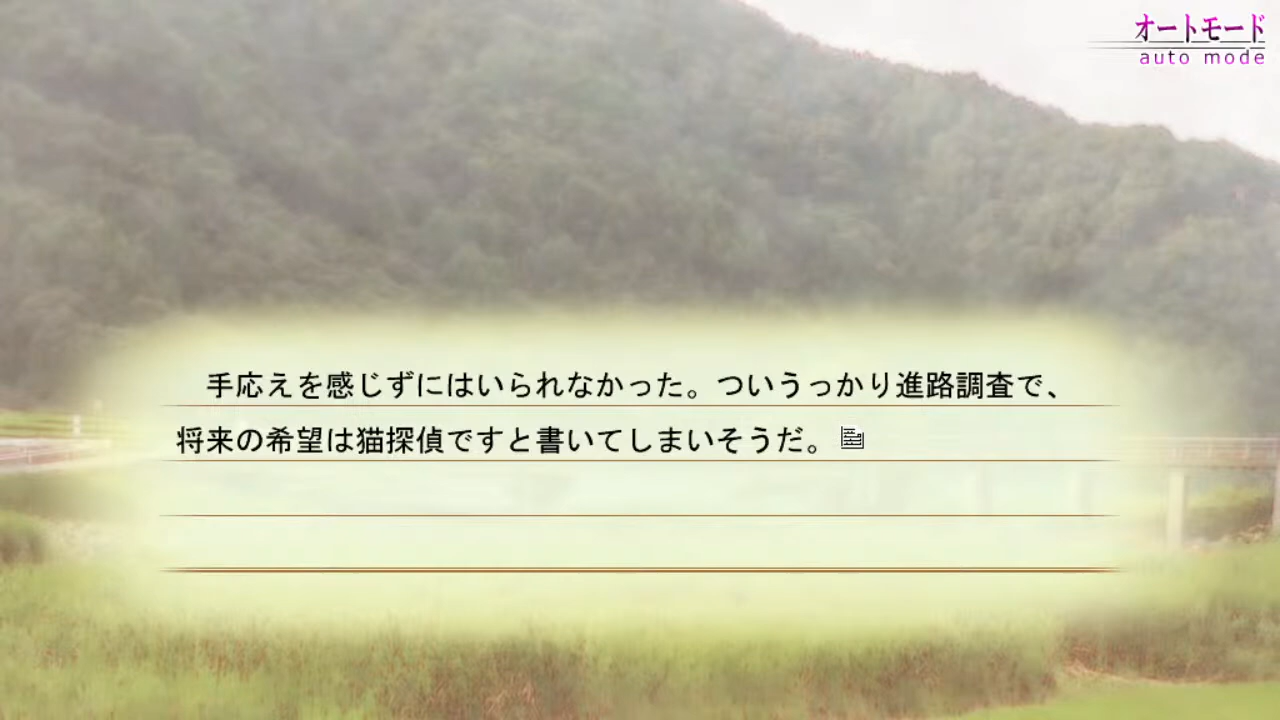 オートモード
auto mode
手応えを感じずにはいられなかった。ついうっかり進路調査で、
将来の希望は猫探偵ですと書いてしまいそうだ。